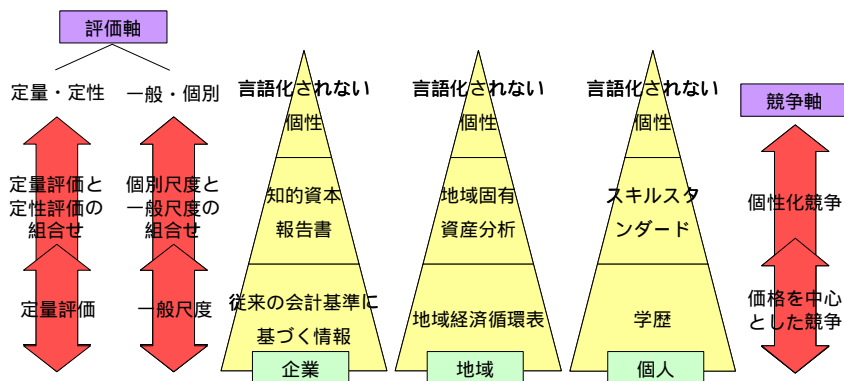 評価軸
定量・定性
一般・個別
定量評価と
定性評価の
組合せ
個別尺度と
一般尺度の
組合せ
定量評価
一般尺度
言語化されない
個性
知的資本
報告書
従来の会計基準に
基づく情報
企業
言語化されない
個性
地域固有
資産分析
地域経済循環表
地域
言語化されない
個性
スキルスタ
ンダード
学歴
個人
競争軸
個性化競争
価格を中心
とした競争